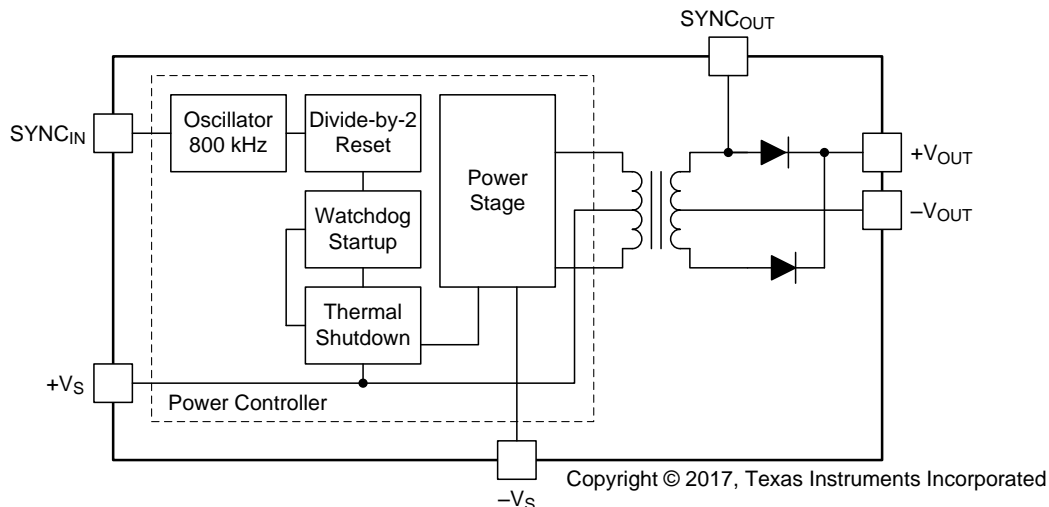 SYNCOUT
SYNCIN
Oscillator
800 kHz
Divide-by-2
Reset
Power
Stage
+VOUT
–VOUT
Watchdog
Startup
Thermal
Shutdown
+VS
Power Controller
–VS
Copyright © 2017, Texas Instruments Incorporated